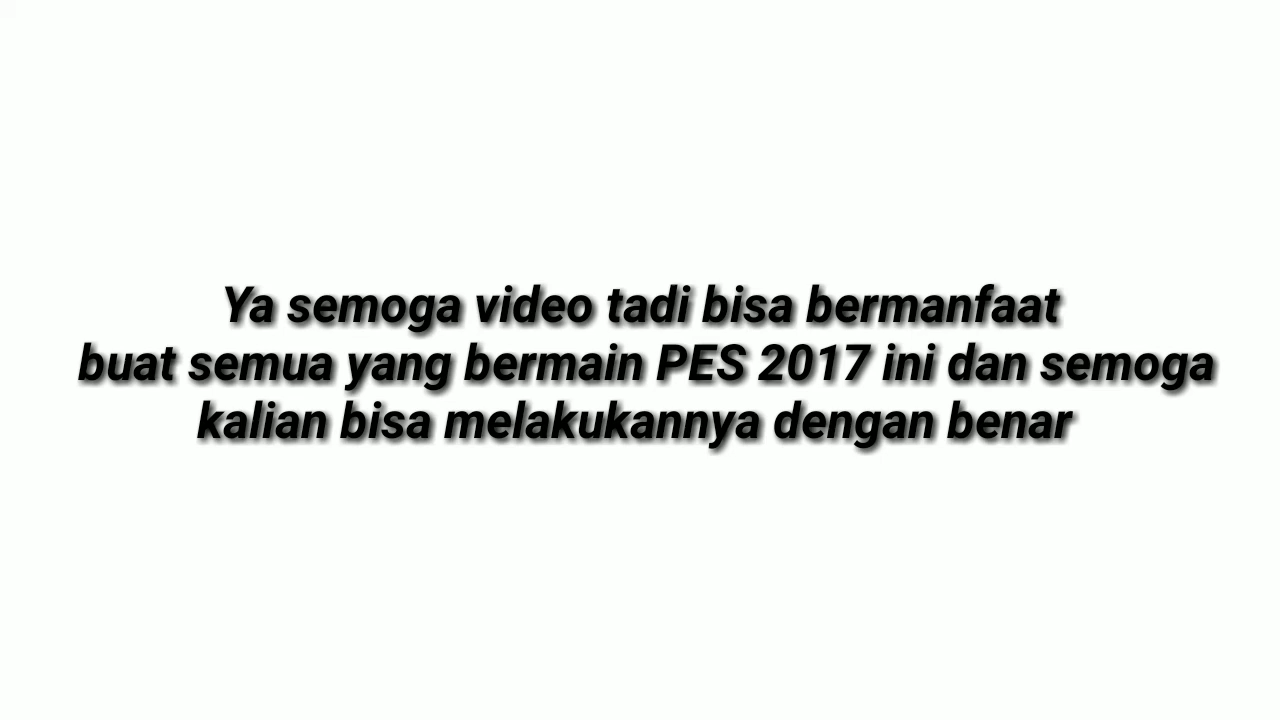 Ya semoga video tadi bisa bermanfaat
buat semua yang bermain PES 2017 ini dan semoga
kalian bisa melakukannya dengan benar